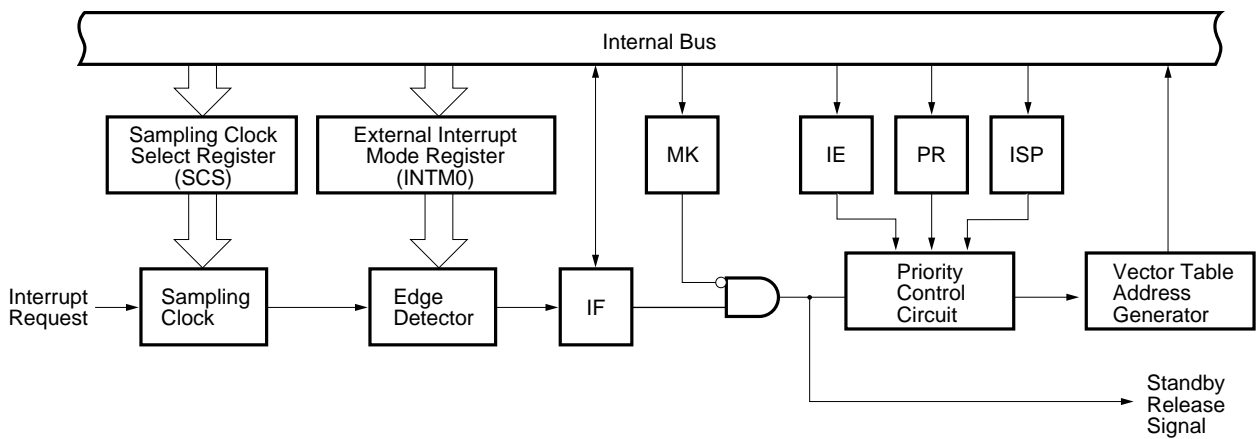 Internal Bus
Sampling Clock
Select Register
(SCS)
External Interrupt
Mode Register
(INTM0)
MK
IE
PR
ISP
Interrupt
Request
Sampling
Clock
Edge
Detector
IF
Priority
Control
Circuit
Vector Table
Address
Generator
Standby
Release
Signal